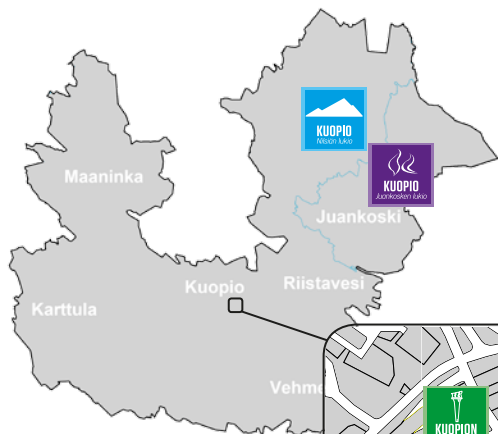 KUOPIO
Nilsiän lukio
KUOPIO
Juankosken lukio
Maaninka
Juankoski
Kuopio
Riistavesi
Karttula
Vehme
KUOPION